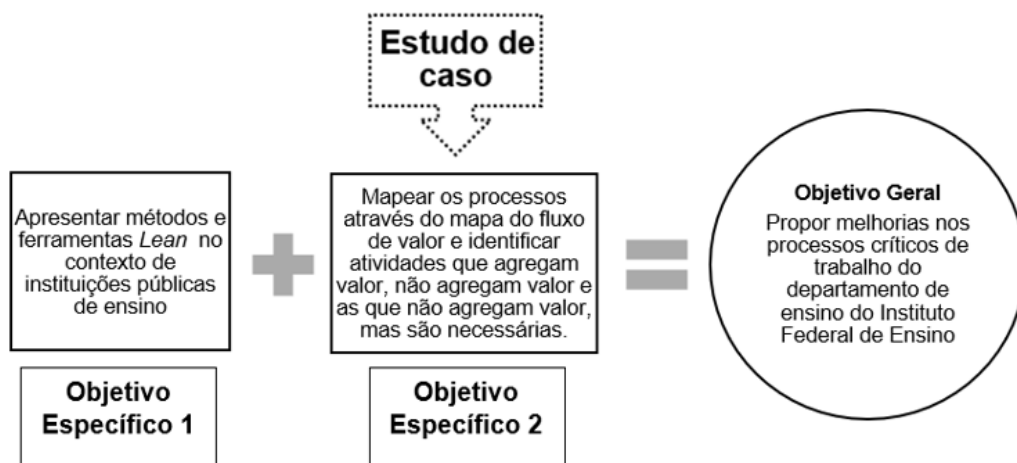 Estudo de
caso
Apresentar métodos e
ferramentas Lean no
contexto de
instituições públicas
de ensino
Mapear os processos
através do mapa do fluxo
de valor e identificar
atividades que agregam
valor, não agregam valor e
as que não agregam valor,
mas são necessárias.
Objetivo Geral
Propor melhorias nos
processos críticos de
trabalho do
departamento de
ensino do Instituto
Federal de Ensino
Objetivo
Específico 1
Objetivo
Específico 2